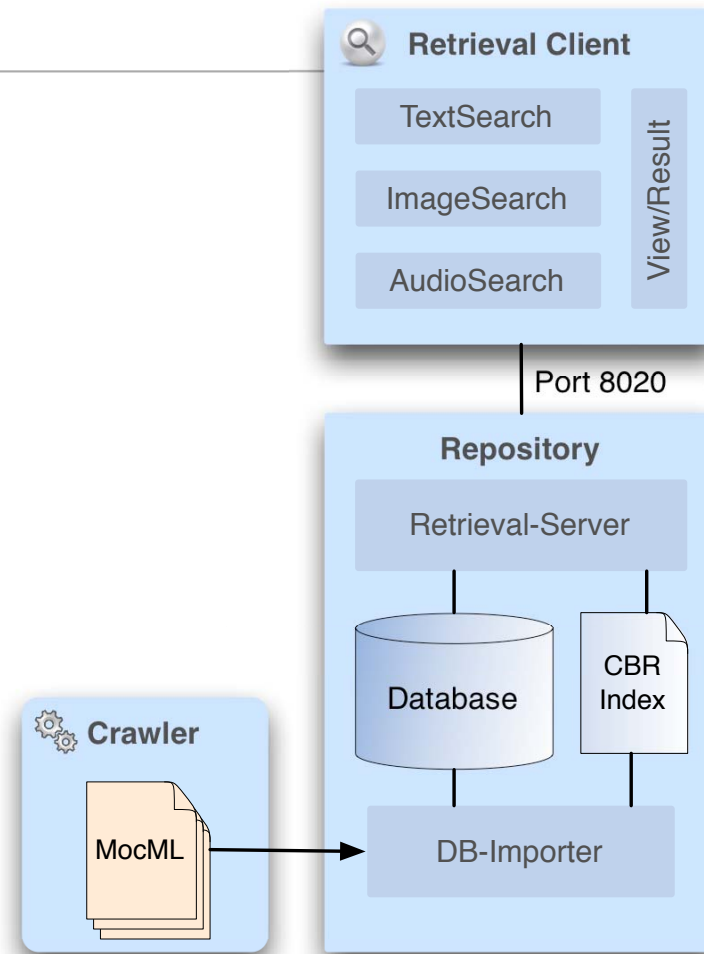 Retrieval Client
TextSearch
ImageSearch
AudioSearch
View/Result
Port 8020
Repository
Retrieval-Server
Database
CBR
Index
Crawler
MocML
DB-Importer